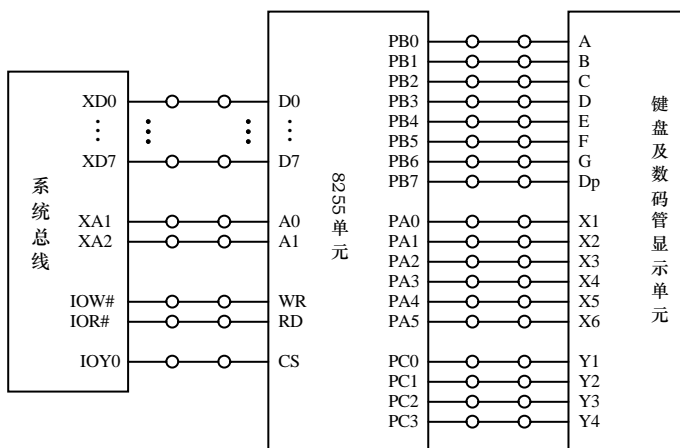 系统总线
XD0
XD7
XA1
XA2
IOW#
IOR#
IOY0
D0
D7
A0
A1
WR
RD
CS
8255单元
PB0
PB1
PB2
PB3
PB4
PB5
PB6
PB7
PA0
PA1
PA2
PA3
PA4
PA5
PC0
PC1
PC2
PC3
A
B
C
D
E
F
G
Dp
X1
X2
X3
X4
X5
X6
Y1
Y2
Y3
Y4
键盘及数码管显示单元